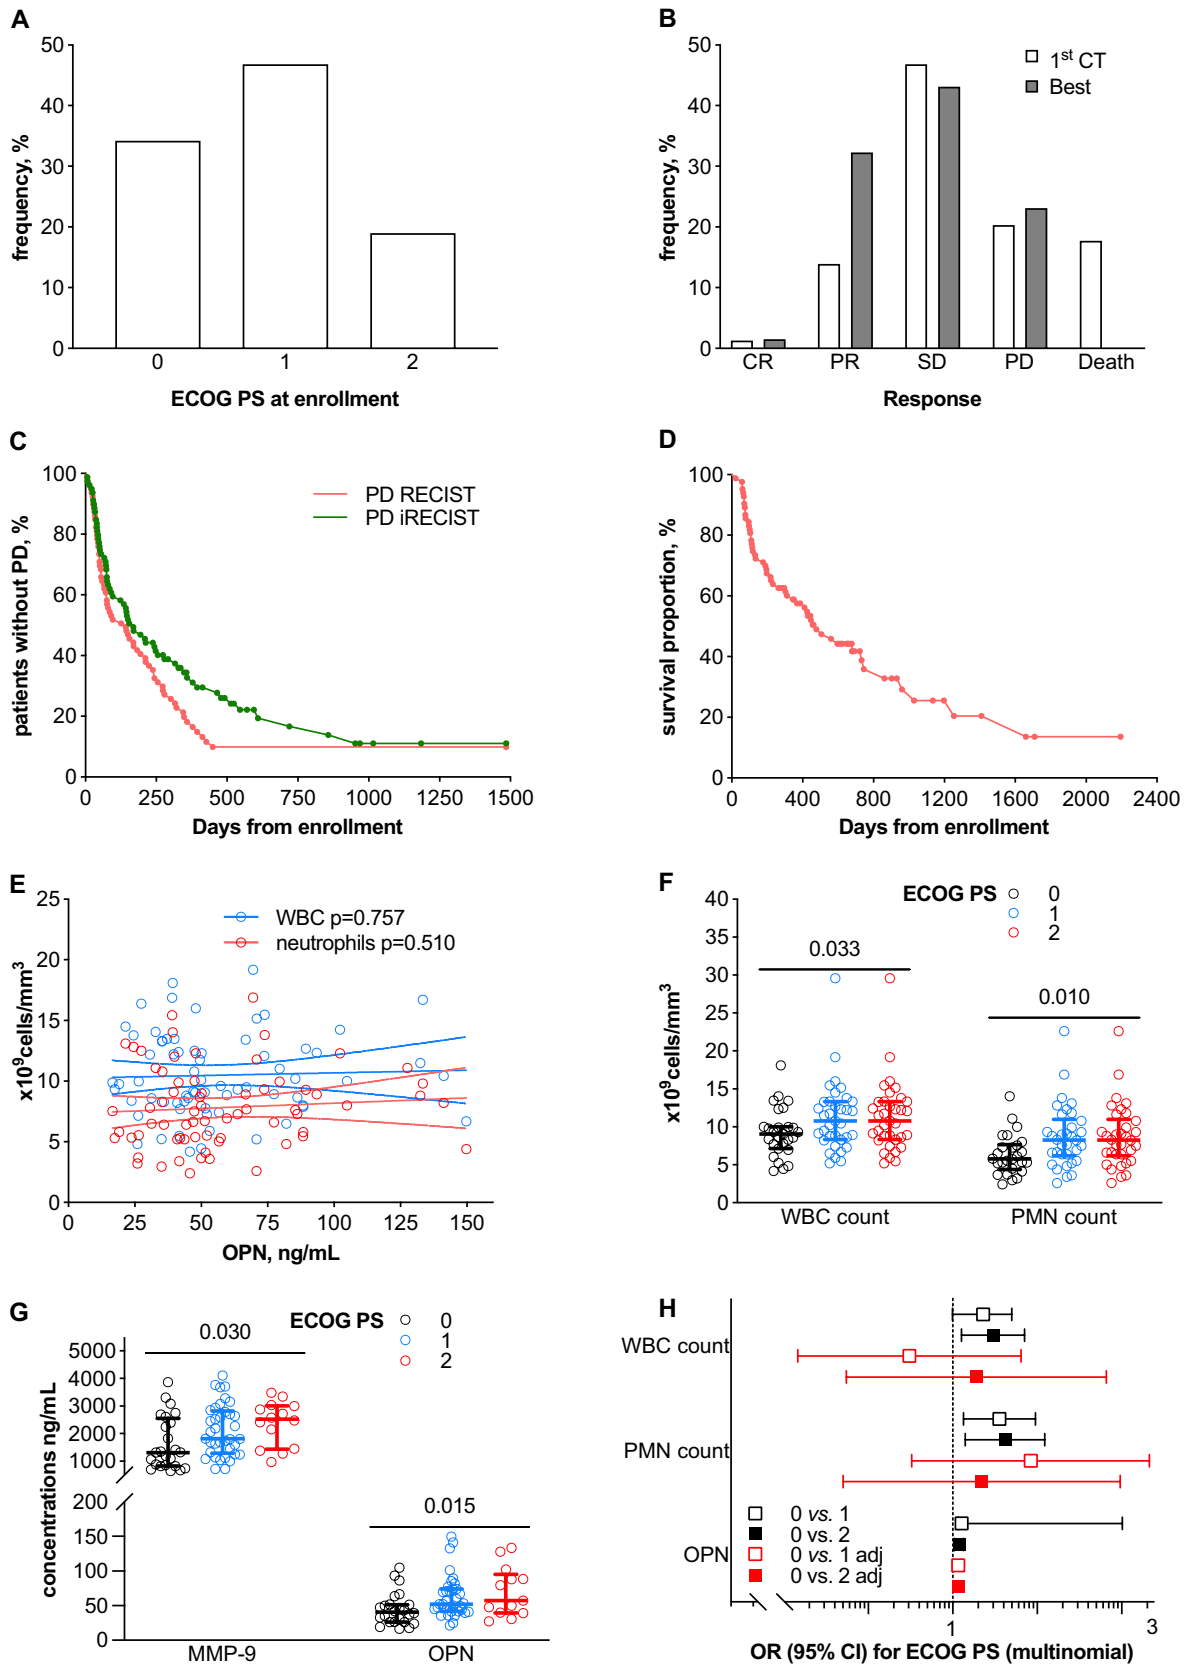 A
50
40
30
20
10
0
frequency, %
0 1 2
ECOG PS at enrollment
B
50
40
30
20
10
0
frequency, %
1st CT
Best
CR PR SD PD Death
Response
C
100
80
60
40
20
0
patients without PD, %
PD RECIST
PD iRECIST
0 250 500 750 1000 1250 1500
Days from enrollment
D
100
80
60
40
20
0
survival proportion, %
0 400 800 1200 1600 2000 2400
Days from enrollment
E
25
20
15
10
5
0
x10⁹cells/mm³
WBC p=0.757
neutrophils p=0.510
0 25 50 75 100 125 150
OPN, ng/mL
F
ECOG PS
0
1
2
40
35
30
25
20
15
10
5
0
x10⁹cells/mm³
0.033
0.010
WBC count PMN count
G
ECOG PS
0
1
2
0.030
5000
4000
3000
2000
1000
200
150
100
50
0
concentrations ng/mL
0.015
MMP-9 OPN
H
WBC count
PMN count
OPN
0 vs. 1
0 vs. 2
0 vs. 1 adj
0 vs. 2 adj
1 3
OR (95% CI) for ECOG PS (multinomial)